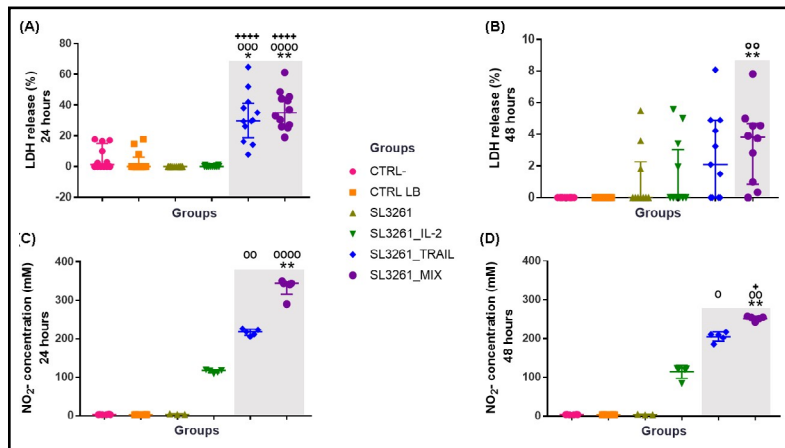 (A)
++++ ++++
ooo oooo
* **
LDH release (%)
24 hours
80
60
40
20
0
-20
Groups
(B)
oo
**
LDH release (%)
48 hours
10
8
6
4
2
0
Groups
Groups
CTRL-
CTRL LB
SL3261
SL3261_IL-2
SL3261_TRAIL
SL3261_MIX
(C)
oo oooo
**
NO₂- concentration (mM)
24 hours
400
300
200
100
0
Groups
(D)
+
o oo
**
NO₂- concentration (mM)
48 hours
400
300
200
100
0
Groups